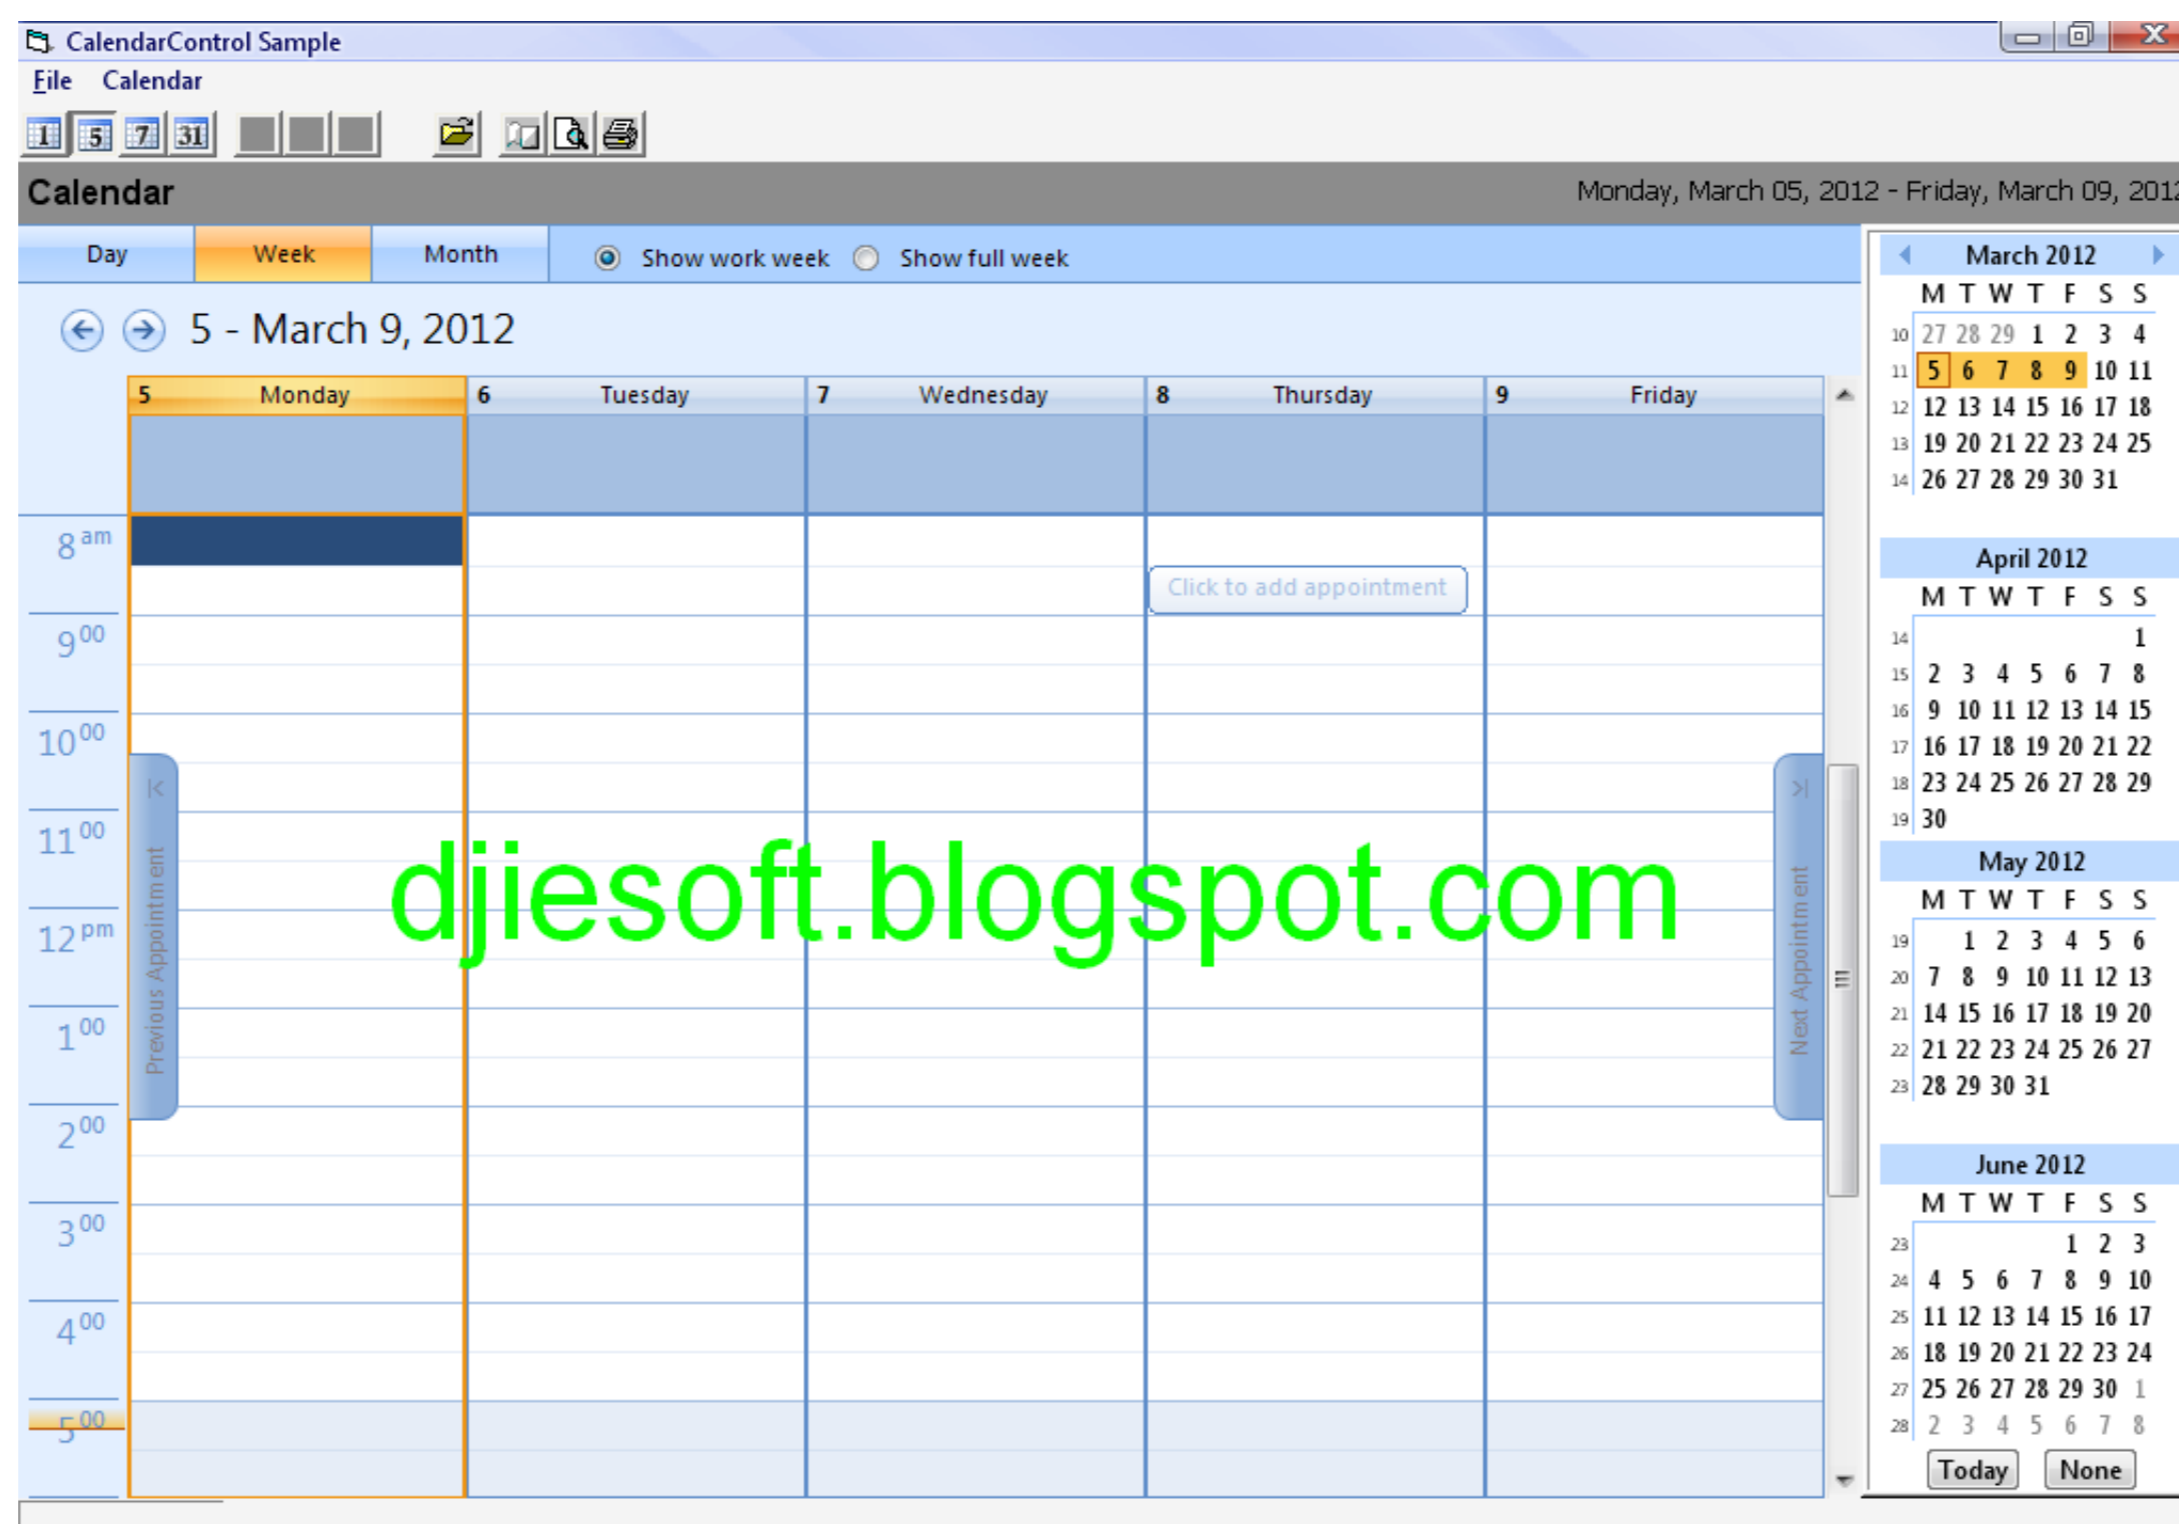 CalendarControl Sample
File Calendar
1 5 7 31
Calendar Monday, March 05, 2012 - Friday, March 09, 2012
Day Week Month Show work week Show full week
5 - March 9, 2012
5 Monday 6 Tuesday 7 Wednesday 8 Thursday 9 Friday
8 am
Click to add appointment
9 00
10 00
11 00
12 pm
1 00
2 00
3 00
4 00
5 00
Previous Appointment
djiesoft.blogspot.com
Next Appointment
March 2012
M T W T F S S
10 27 28 29 1 2 3 4
11 5 6 7 8 9 10 11
12 12 13 14 15 16 17 18
13 19 20 21 22 23 24 25
14 26 27 28 29 30 31
April 2012
M T W T F S S
14 1
15 2 3 4 5 6 7 8
16 9 10 11 12 13 14 15
17 16 17 18 19 20 21 22
18 23 24 25 26 27 28 29
19 30
May 2012
M T W T F S S
19 1 2 3 4 5 6
20 7 8 9 10 11 12 13
21 14 15 16 17 18 19 20
22 21 22 23 24 25 26 27
23 28 29 30 31
June 2012
M T W T F S S
23 1 2 3
24 4 5 6 7 8 9 10
25 11 12 13 14 15 16 17
26 18 19 20 21 22 23 24
27 25 26 27 28 29 30 1
28 2 3 4 5 6 7 8
Today None